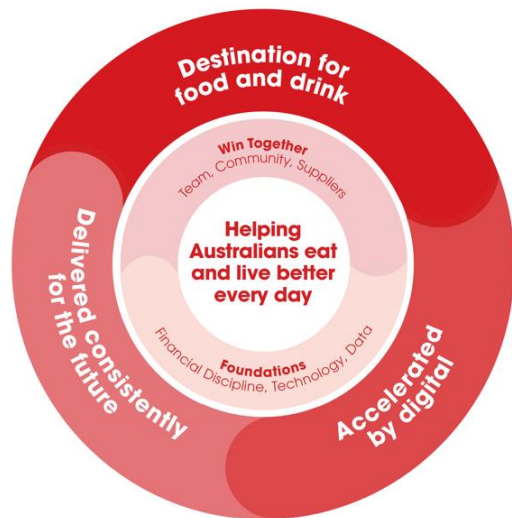 Destination for
food and drink
Win Together
Team, Community, Suppliers
Helping
Australians eat
and live better
every day
Foundations
Financial Discipline, Technology, Data
Accelerated
by digital
Delivered consistently
for the future